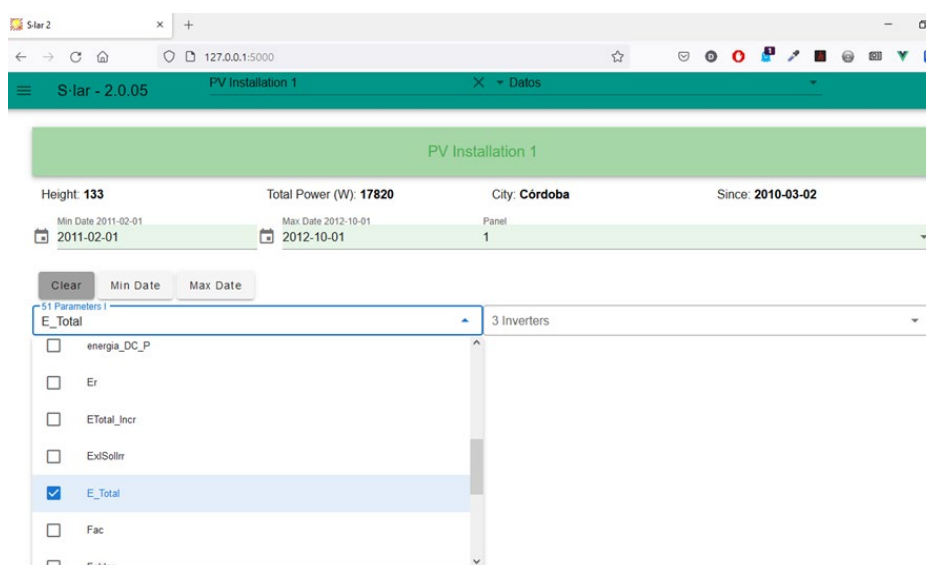 S·lar 2
127.0.0.1:5000
S·lar - 2.0.05
PV Installation 1
Datos
PV Installation 1
Height: 133 Total Power (W): 17820 City: Córdoba Since: 2010-03-02
Min Date 2011-02-01 Max Date 2012-10-01 Panel
2011-02-01 2012-10-01 1
Clear Min Date Max Date
51 Parameters I
E_Total 3 Inverters
energia_DC_P
Er
ETotal_Incr
ExlSolIrr
E_Total
Fac